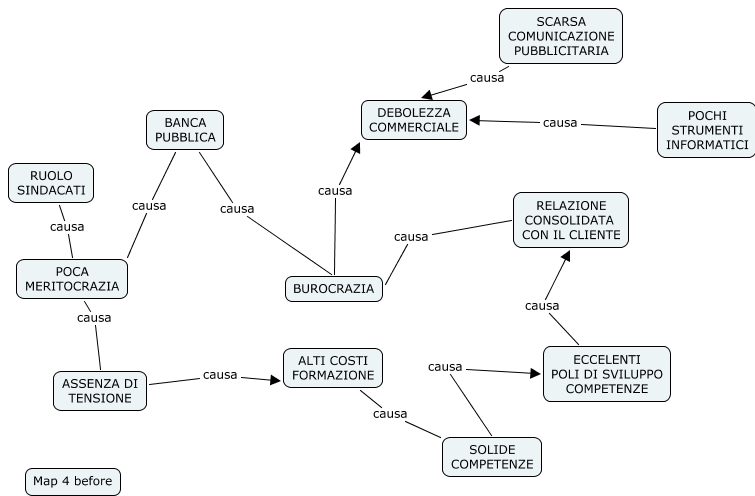 SCARSA
COMUNICAZIONE
PUBBLICITARIA
causa
DEBOLEZZA
COMMERCIALE
causa
POCHI
STRUMENTI
INFORMATICI
BANCA
PUBBLICA
RUOLO
SINDACATI
causa
causa
causa
causa
causa
RELAZIONE
CONSOLIDATA
CON IL CLIENTE
POCA
MERITOCRAZIA
BUROCRAZIA
causa
causa
ASSENZA DI
TENSIONE
causa
ALTI COSTI
FORMAZIONE
causa
ECCELENTI
POLI DI SVILUPPO
COMPETENZE
causa
SOLIDE
COMPETENZE
Map 4 before